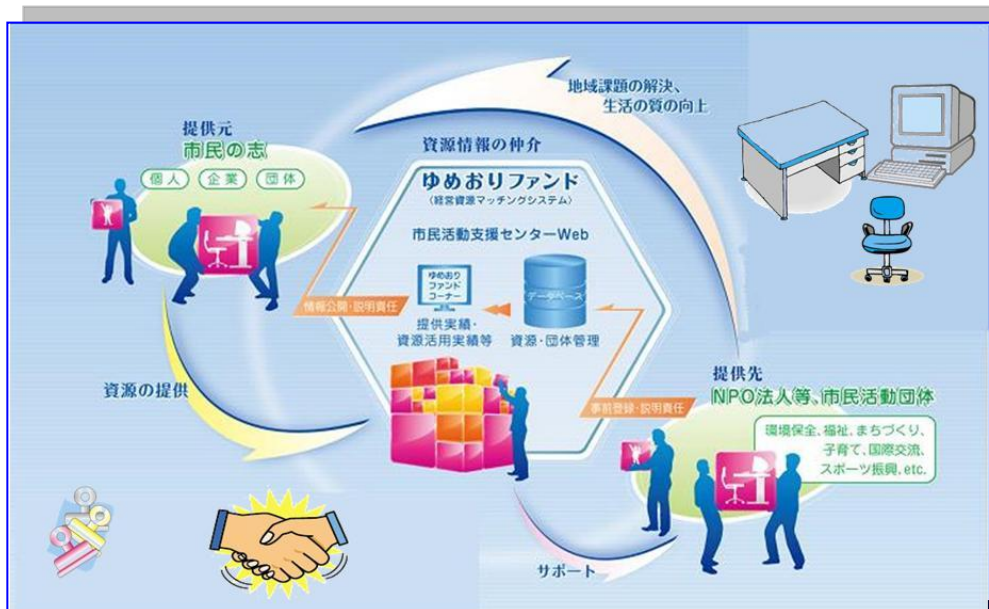 地域課題の解決、
生活の質の向上
提供元
市民の志
個人 企業 団体
資源情報の仲介
ゆめおりファンド
〈経営資源マッチングシステム〉
市民活動支援センターWeb
ゆめおり
ファンド
コーナー
データベース
情報公開・説明責任
提供実績・
資源活用実績等
資源・団体管理
資源の提供
提供先
NPO法人等、市民活動団体
事前登録・説明責任
環境保全、福祉、まちづくり、
子育て、国際交流、
スポーツ振興、etc.
サポート